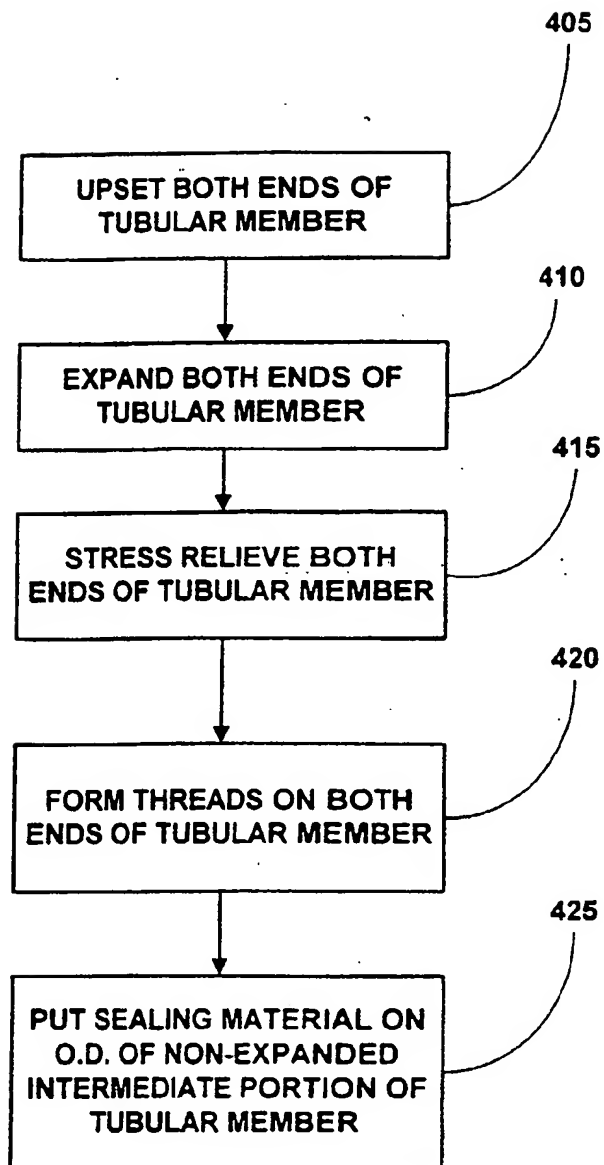 405
UPSET BOTH ENDS OF
TUBULAR MEMBER
410
EXPAND BOTH ENDS OF
TUBULAR MEMBER
415
STRESS RELIEVE BOTH
ENDS OF TUBULAR MEMBER
420
FORM THREADS ON BOTH
ENDS OF TUBULAR MEMBER
425
PUT SEALING MATERIAL ON
O.D. OF NON-EXPANDED
INTERMEDIATE PORTION OF
TUBULAR MEMBER